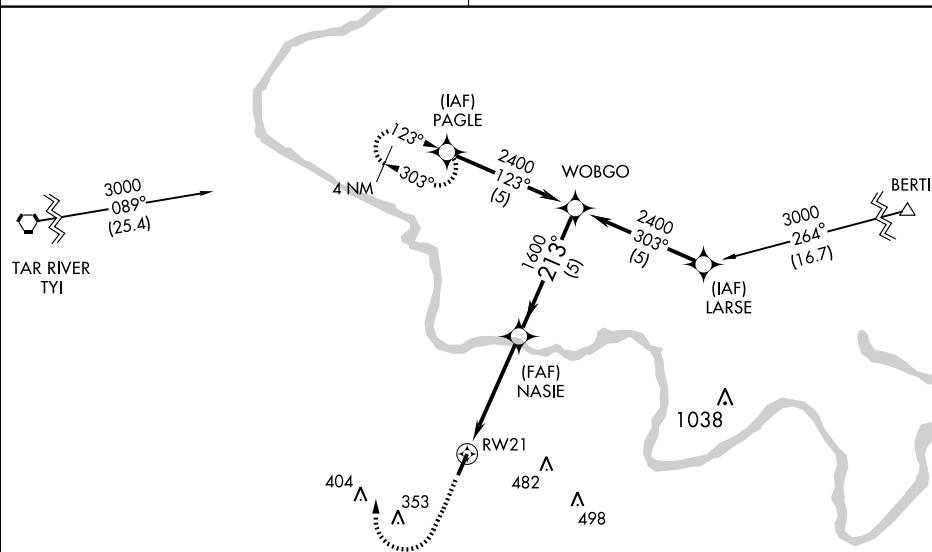 (IAF)
PAGLE
123°
303°
4 NM
2400
123°
(5)
WOBGO
3000
089°
(25.4)
TAR RIVER
TYI
2400
303°
(5)
BERTI
3000
264°
(16.7)
(IAF)
LARSE
1600
213°
(5)
(FAF)
NASIE
1038
RW21
404
353
482
498